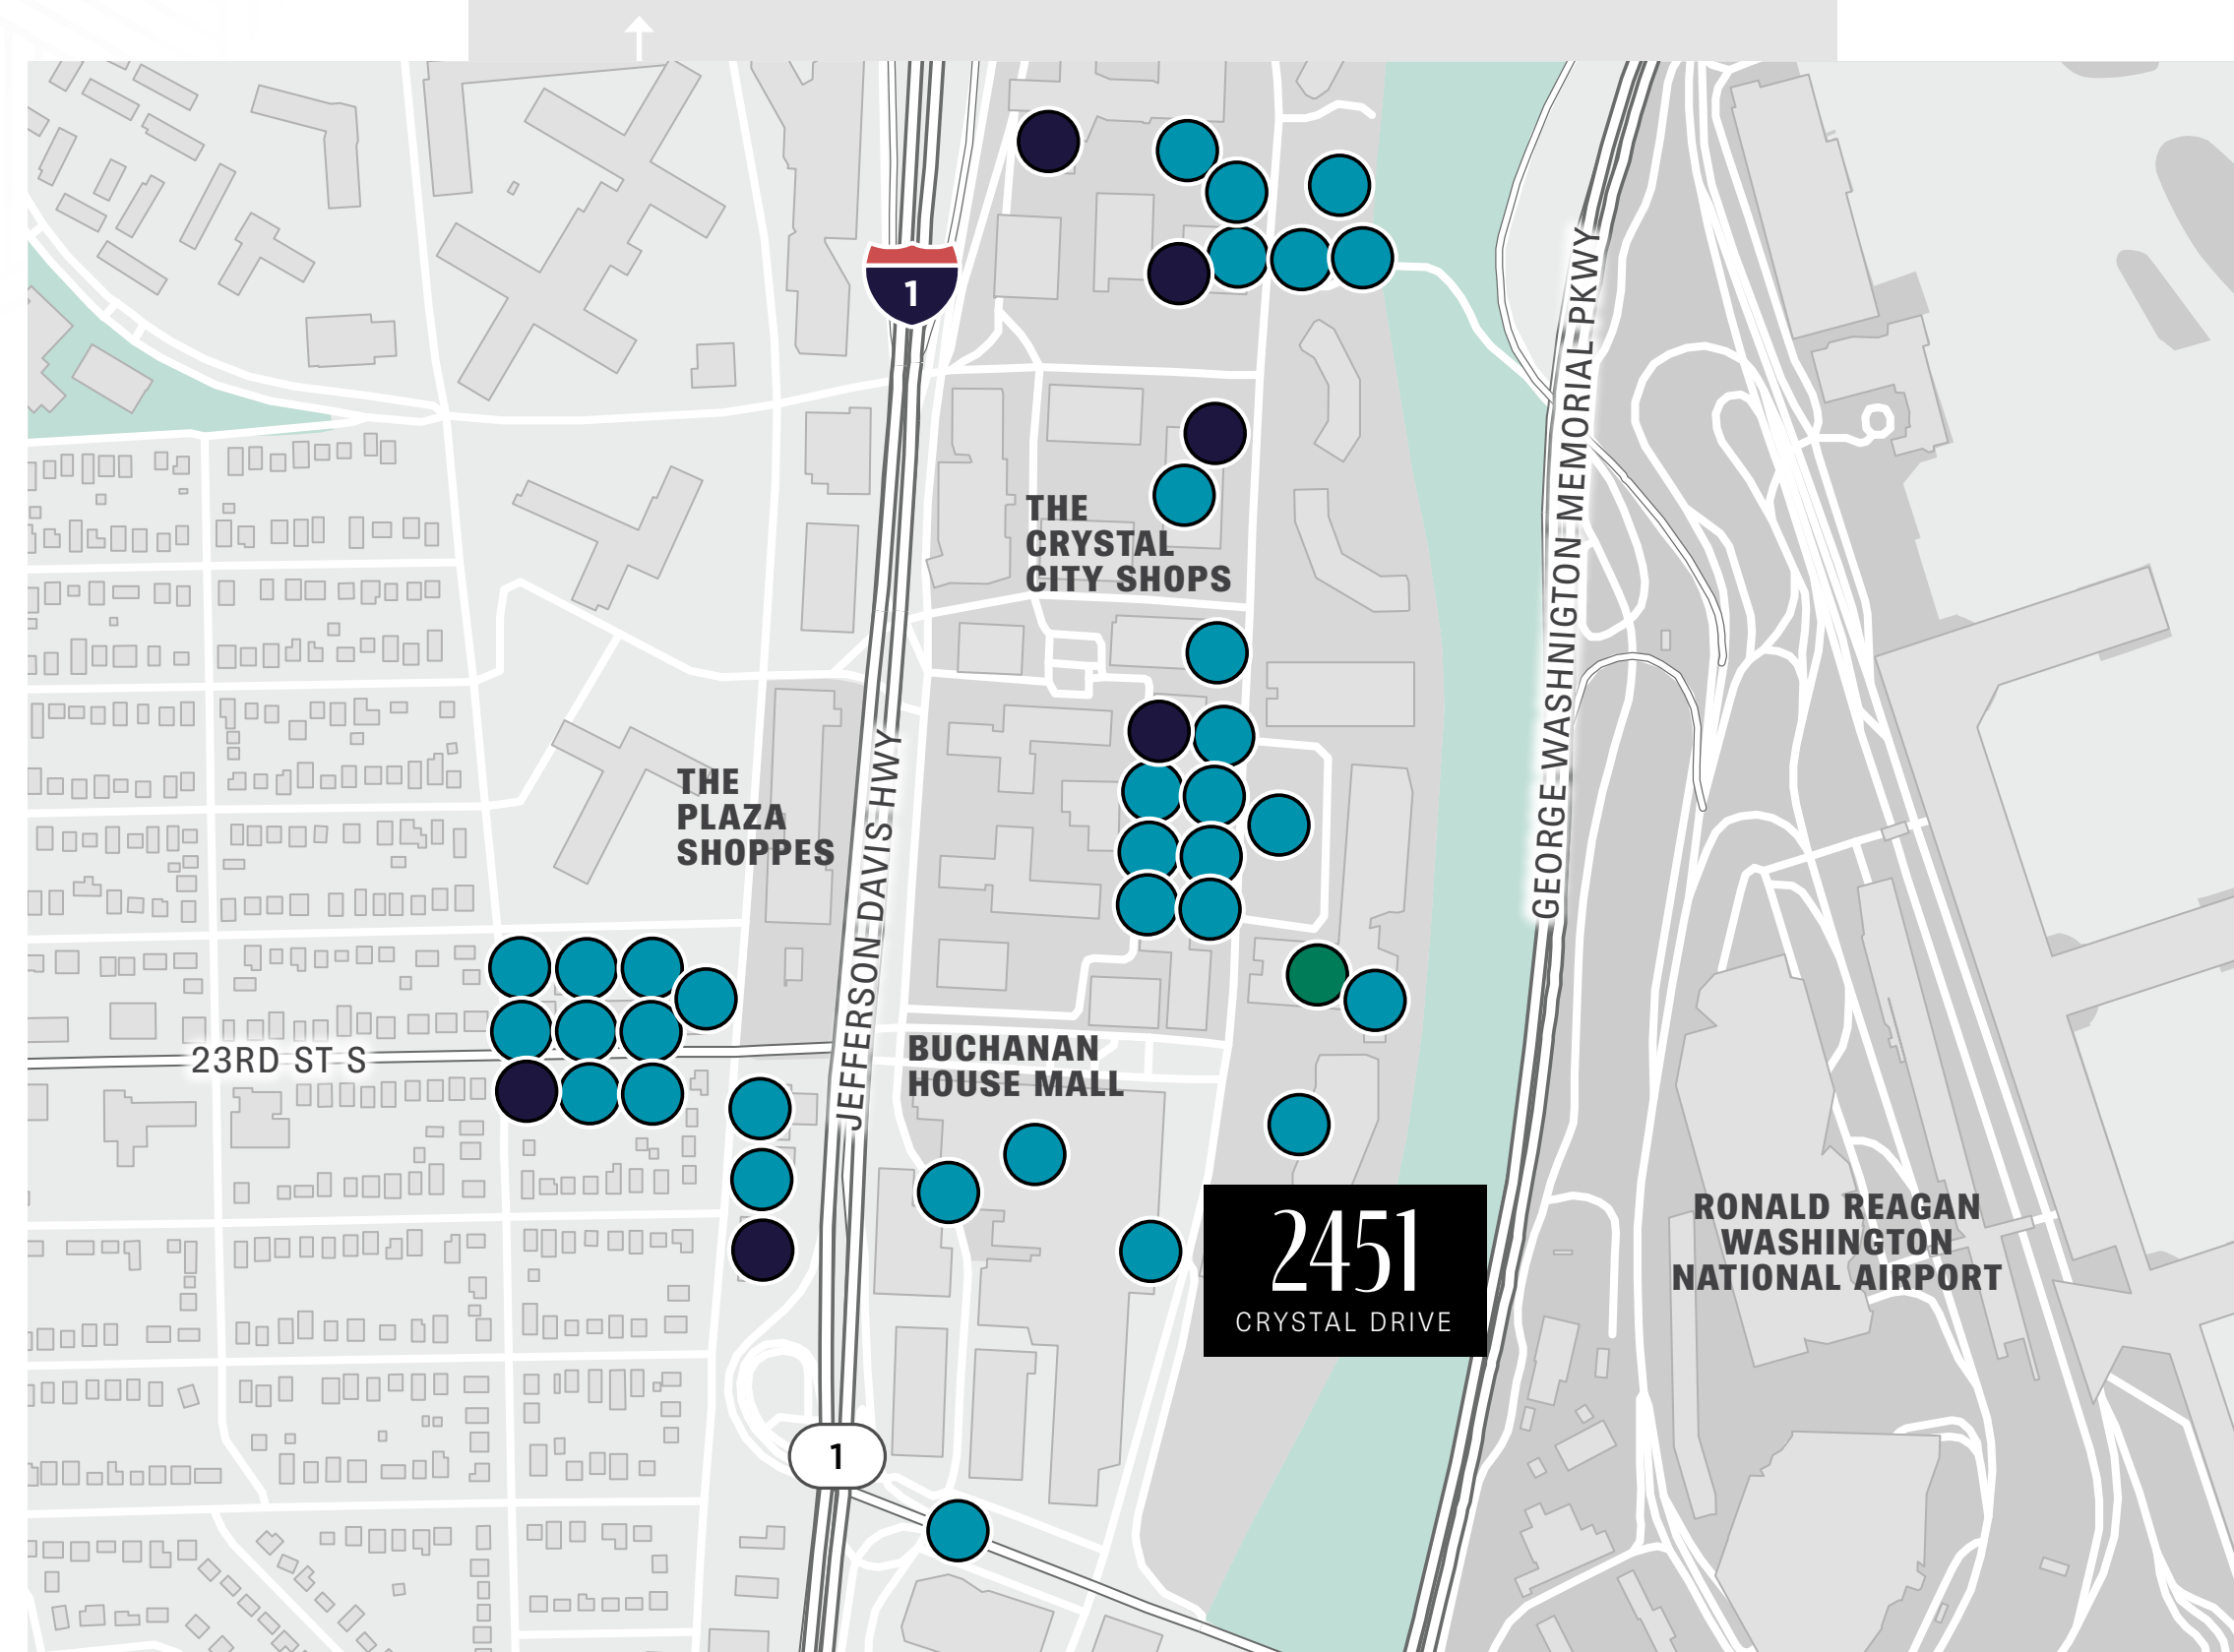 1
GEORGE WASHNIGTON MEMORIAL PKWY
THE
CRYSTAL
CITY SHOPS
THE
PLAZA
SHOPPES
JEFFERSON DAVIS HWY
23RD ST S
BUCHANAN
HOUSE MALL
2451
CRYSTAL DRIVE
RONALD REAGAN
WASHINGTON
NATIONAL AIRPORT
1